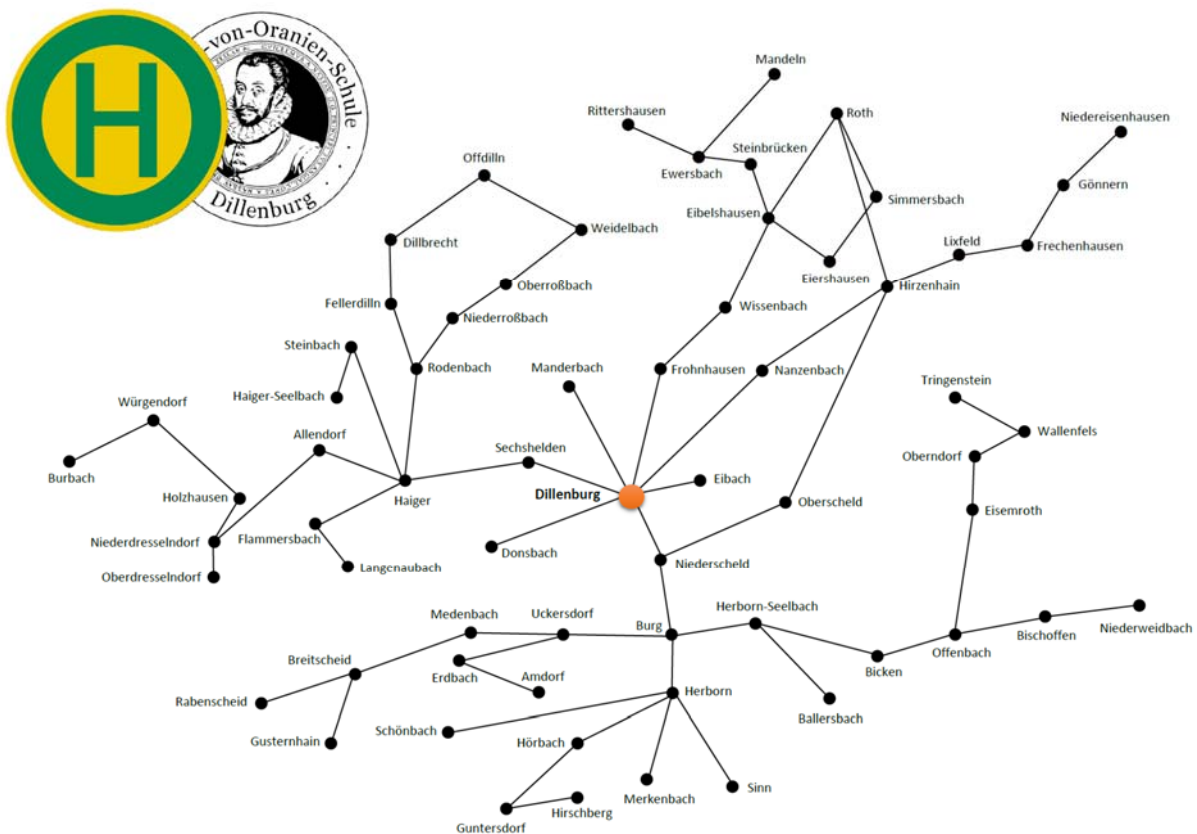 H
-von-Oranien-Schule
Dillenburg
Mandeln
Roth
Rittershausen
Niedereisenhausen
Steinbrücken
Offdilln
Ewersbach
Gönnern
Simmersbach
Eibelshausen
Weidelbach
Dillbrecht
Lixfeld
Frechenhausen
Eiershausen
Oberroßbach
Hirzenhain
Fellerdilln
Wissenbach
Niederroßbach
Steinbach
Manderbach
Rodenbach
Frohnhausen
Nanzenbach
Tringenstein
Haiger-Seelbach
Würgendorf
Wallenfels
Allendorf
Sechshelden
Oberndorf
Burbach
Eibach
Dillenburg
Holzhausen
Haiger
Oberscheld
Eisemroth
Flammersbach
Niederdresselndorf
Donsbach
Niederscheld
Langenaubach
Oberdresselndorf
Herborn-Seelbach
Medenbach
Uckersdorf
Burg
Niederweidbach
Bischoffen
Offenbach
Breitscheid
Bicken
Erdbach
Amdorf
Herborn
Rabenscheid
Ballersbach
Schönbach
Gusternhain
Hörbach
Sinn
Merkenbach
Hirschberg
Guntersdorf